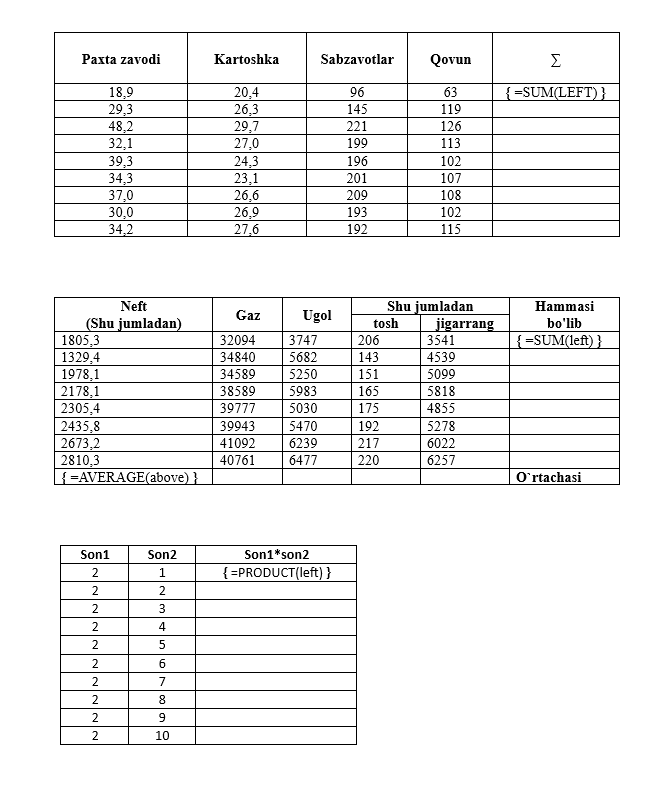 Paxta zavodi Kartoshka Sabzavotlar Qovun ∑
18,9 20,4 96 63 { =SUM(LEFT) }
29,3 26,3 145 119
48,2 29,7 221 126
32,1 27,0 199 113
39,3 24,3 196 102
34,3 23,1 201 107
37,0 26,6 209 108
30,0 26,9 193 102
34,2 27,6 192 115
Neft Gaz Ugol Shu jumladan Hammasi
(Shu jumladan) tosh jigarrang bo'lib
1805,3 32094 3747 206 3541 { =SUM(left) }
1329,4 34840 5682 143 4539
1978,1 34589 5250 151 5099
2178,1 38589 5983 165 5818
2305,4 39777 5030 175 4855
2435,8 39943 5470 192 5278
2673,2 41092 6239 217 6022
2810,3 40761 6477 220 6257
{ =AVERAGE(above) } O`rtachasi
Son1 Son2 Son1*son2
2 1 { =PRODUCT(left) }
2 2
2 3
2 4
2 5
2 6
2 7
2 8
2 9
2 10